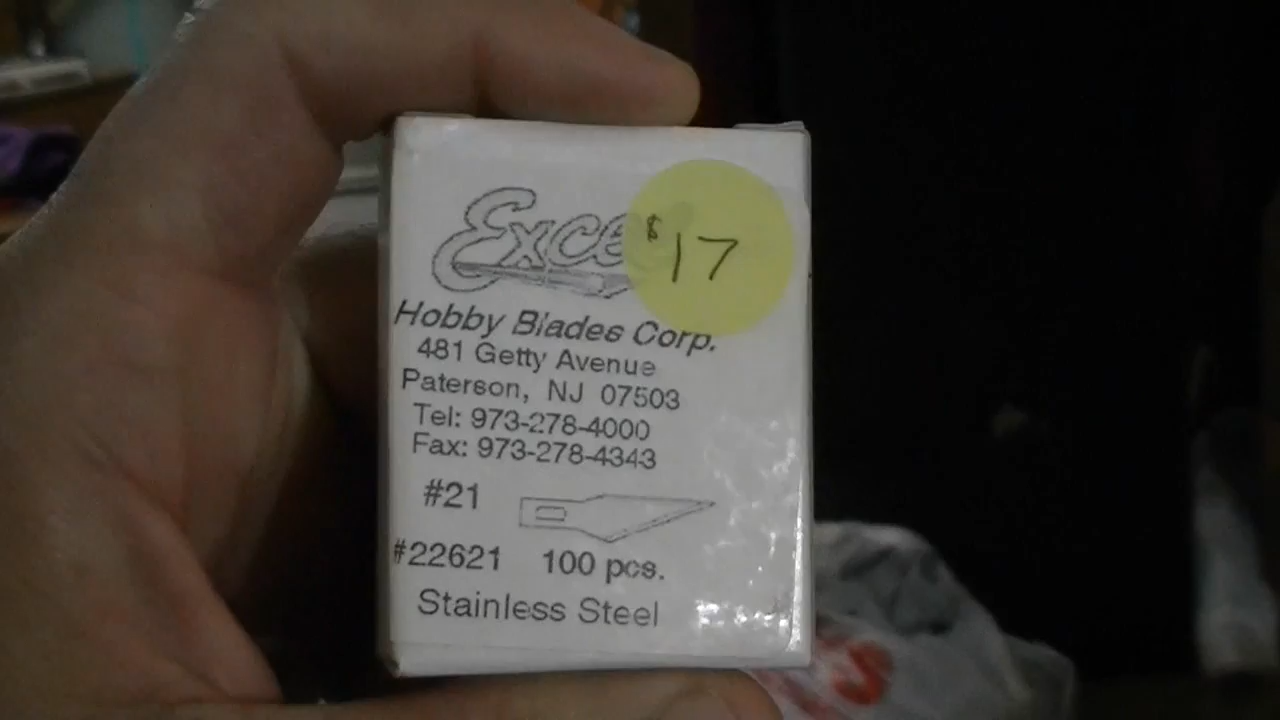 Exce
$17
Hobby Blades Corp.
481 Getty Avenue
Paterson, NJ 07503
Tel: 973-278-4000
Fax: 973-278-4343
#21
#22621 100 pcs.
Stainless Steel